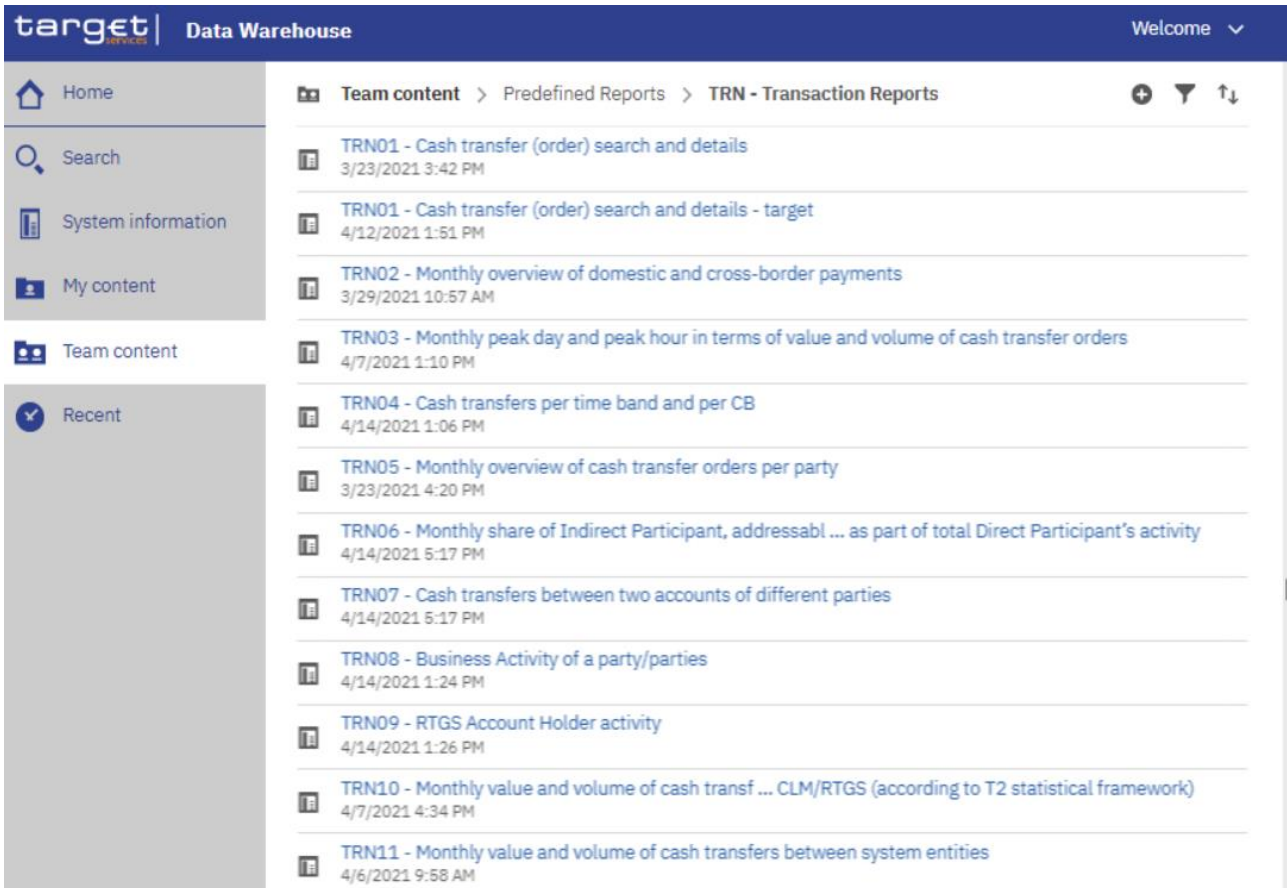 target| Data Warehouse Welcome
services
Home
Search
System information
My content
Team content
Recent
Team content > Predefined Reports > TRN - Transaction Reports
TRN01 - Cash transfer (order) search and details
3/23/2021 3:42 PM
TRN01 - Cash transfer (order) search and details - target
4/12/2021 1:51 PM
TRN02 - Monthly overview of domestic and cross-border payments
3/29/2021 10:57 AM
TRN03 - Monthly peak day and peak hour in terms of value and volume of cash transfer orders
4/7/2021 1:10 PM
TRN04 - Cash transfers per time band and per CB
4/14/2021 1:06 PM
TRN05 - Monthly overview of cash transfer orders per party
3/23/2021 4:20 PM
TRN06 - Monthly share of Indirect Participant, addressabl ... as part of total Direct Participant's activity
4/14/2021 5:17 PM
TRN07 - Cash transfers between two accounts of different parties
4/14/2021 5:17 PM
TRN08 - Business Activity of a party/parties
4/14/2021 1:24 PM
TRN09 - RTGS Account Holder activity
4/14/2021 1:26 PM
TRN10 - Monthly value and volume of cash transf ... CLM/RTGS (according to T2 statistical framework)
4/7/2021 4:34 PM
TRN11 - Monthly value and volume of cash transfers between system entities
4/6/2021 9:58 AM